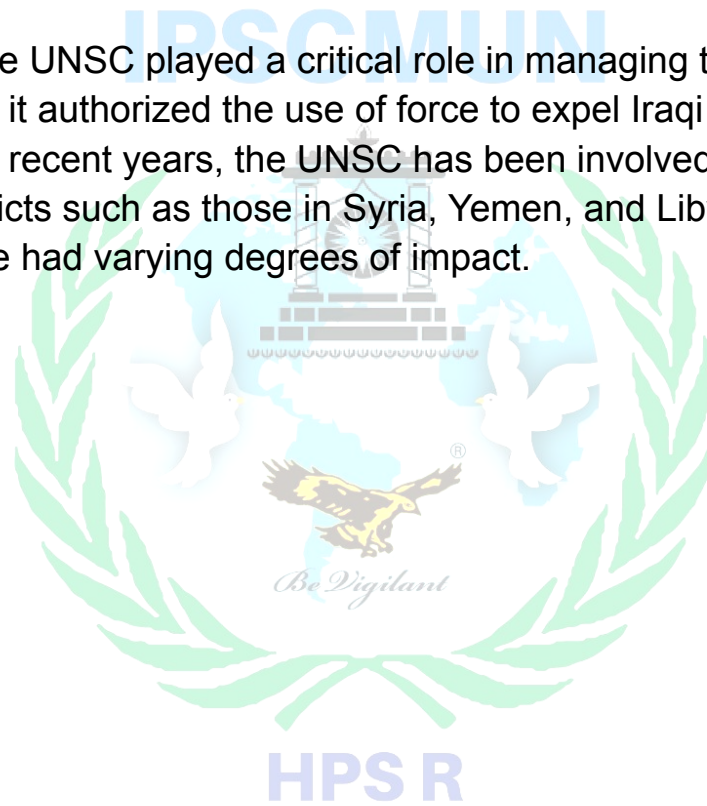 IPSCMUN
e UNSC played a critical role in managing t
it authorized the use of force to expel Iraqi
recent years, the UNSC has been involved
icts such as those in Syria, Yemen, and Lib
e had varying degrees of impact.
®
Be Vigilant
HPS R